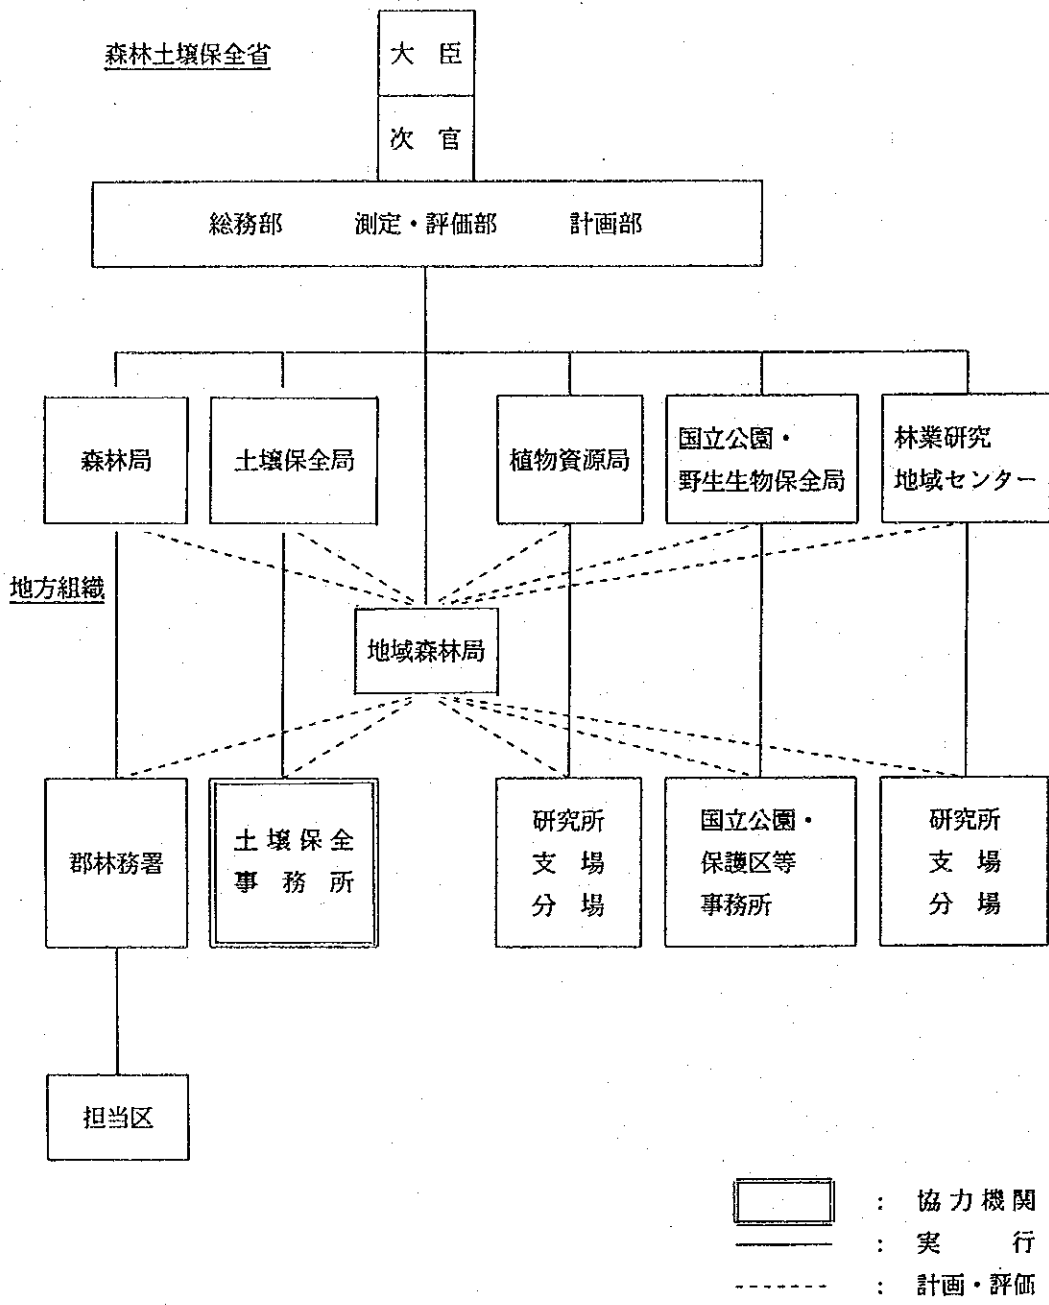 森林土壌保全省
大 臣
次 官
総務部 測定・評価部 計画部
森林局
土壌保全局
植物資源局
国立公園・
野生生物保全局
林業研究
地域センター
地方組織
地域森林局
郡林務署
土壌保全
事務所
研究所
支 場
分 場
国立公園・
保護区等
事務所
研究所
支 場
分 場
担当区
: 協力機関
: 実 行
: 計画・評価